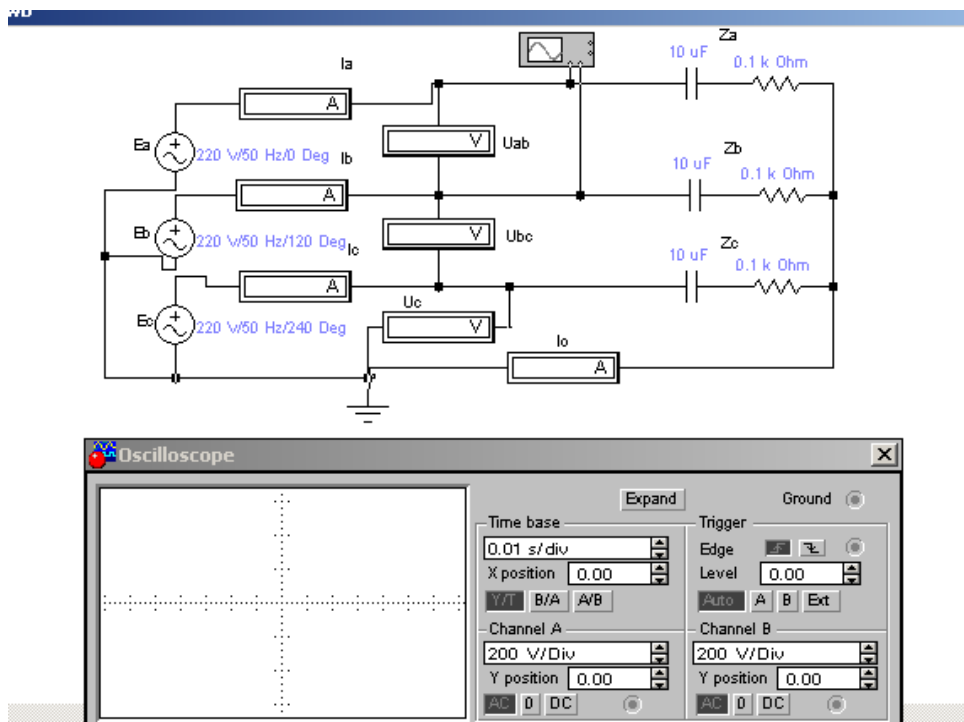 Za
10 uF
0.1 k Ohm
Ia
A
V
Uab
Ea
220 V/50 Hz/0 Deg
Ib
Zb
10 uF
0.1 k Ohm
A
Eb
220 V/50 Hz/120 Deg
V
Ubc
Ic
Zc
10 uF
0.1 k Ohm
A
Uc
Ec
220 V/50 Hz/240 Deg
V
Io
A
Oscilloscope
Expand
Ground
Time base
Trigger
0.01 s/div
Edge
X position 0.00
Level 0.00
Y/T B/A A/B
Auto A B Ext
Channel A
Channel B
200 V/Div
200 V/Div
Y position 0.00
Y position 0.00
AC 0 DC
AC 0 DC